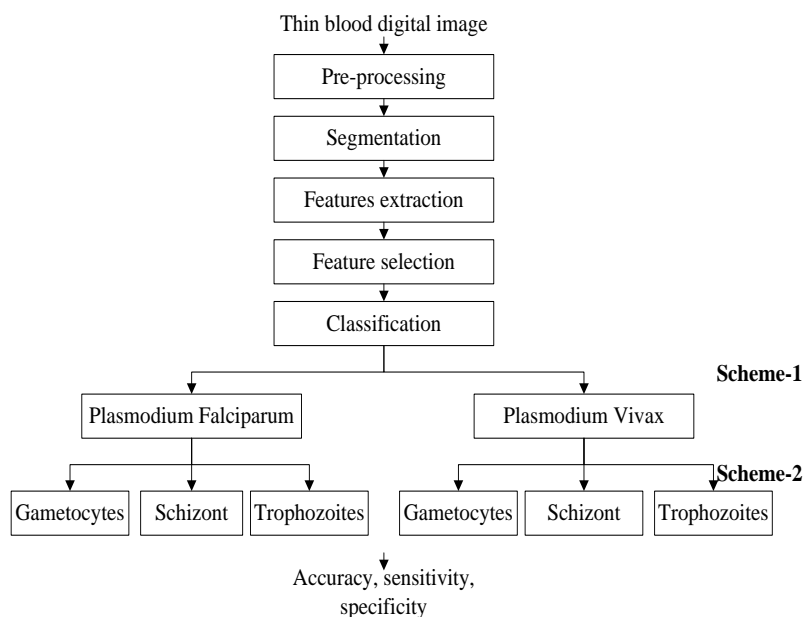 Thin blood digital image
Pre-processing
Segmentation
Features extraction
Feature selection
Classification
Scheme-1
Plasmodium Falciparum
Plasmodium Vivax
Scheme-2
Gametocytes
Schizont
Trophozoites
Gametocytes
Schizont
Trophozoites
Accuracy, sensitivity,
specificity